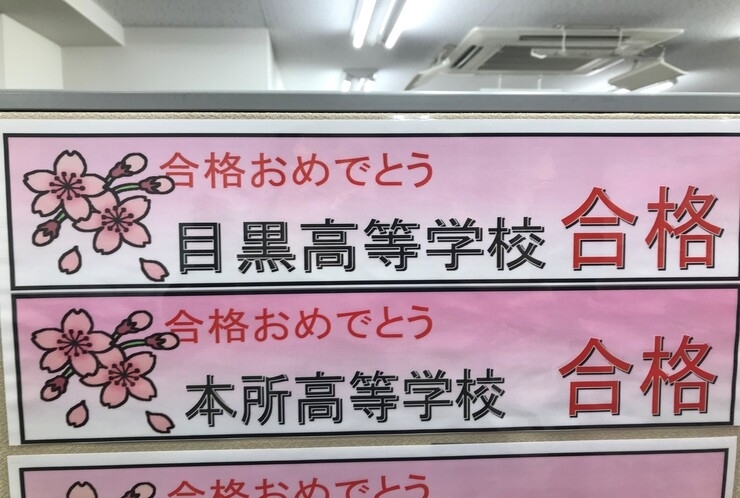 合格おめでとう
目黒高等学校 合格
合格おめでとう
本所高等学校 合格
合格おめでとう